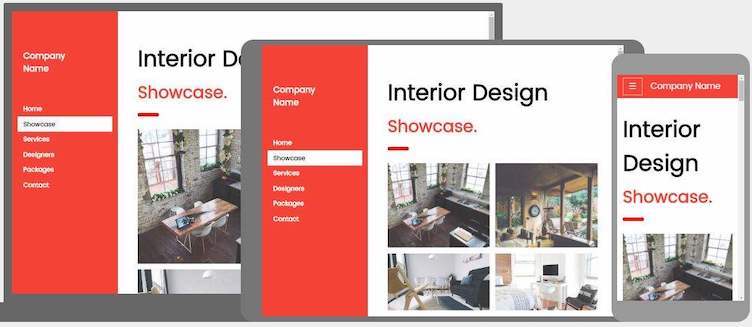 Company
Name
Home
Showcase
Services
Designers
Packages
Contact
Interior De
Showcase.
Company
Name
Home
Showcase
Services
Designers
Packages
Contact
Interior Design
Showcase.
☰ Company Name
Interior
Design
Showcase.